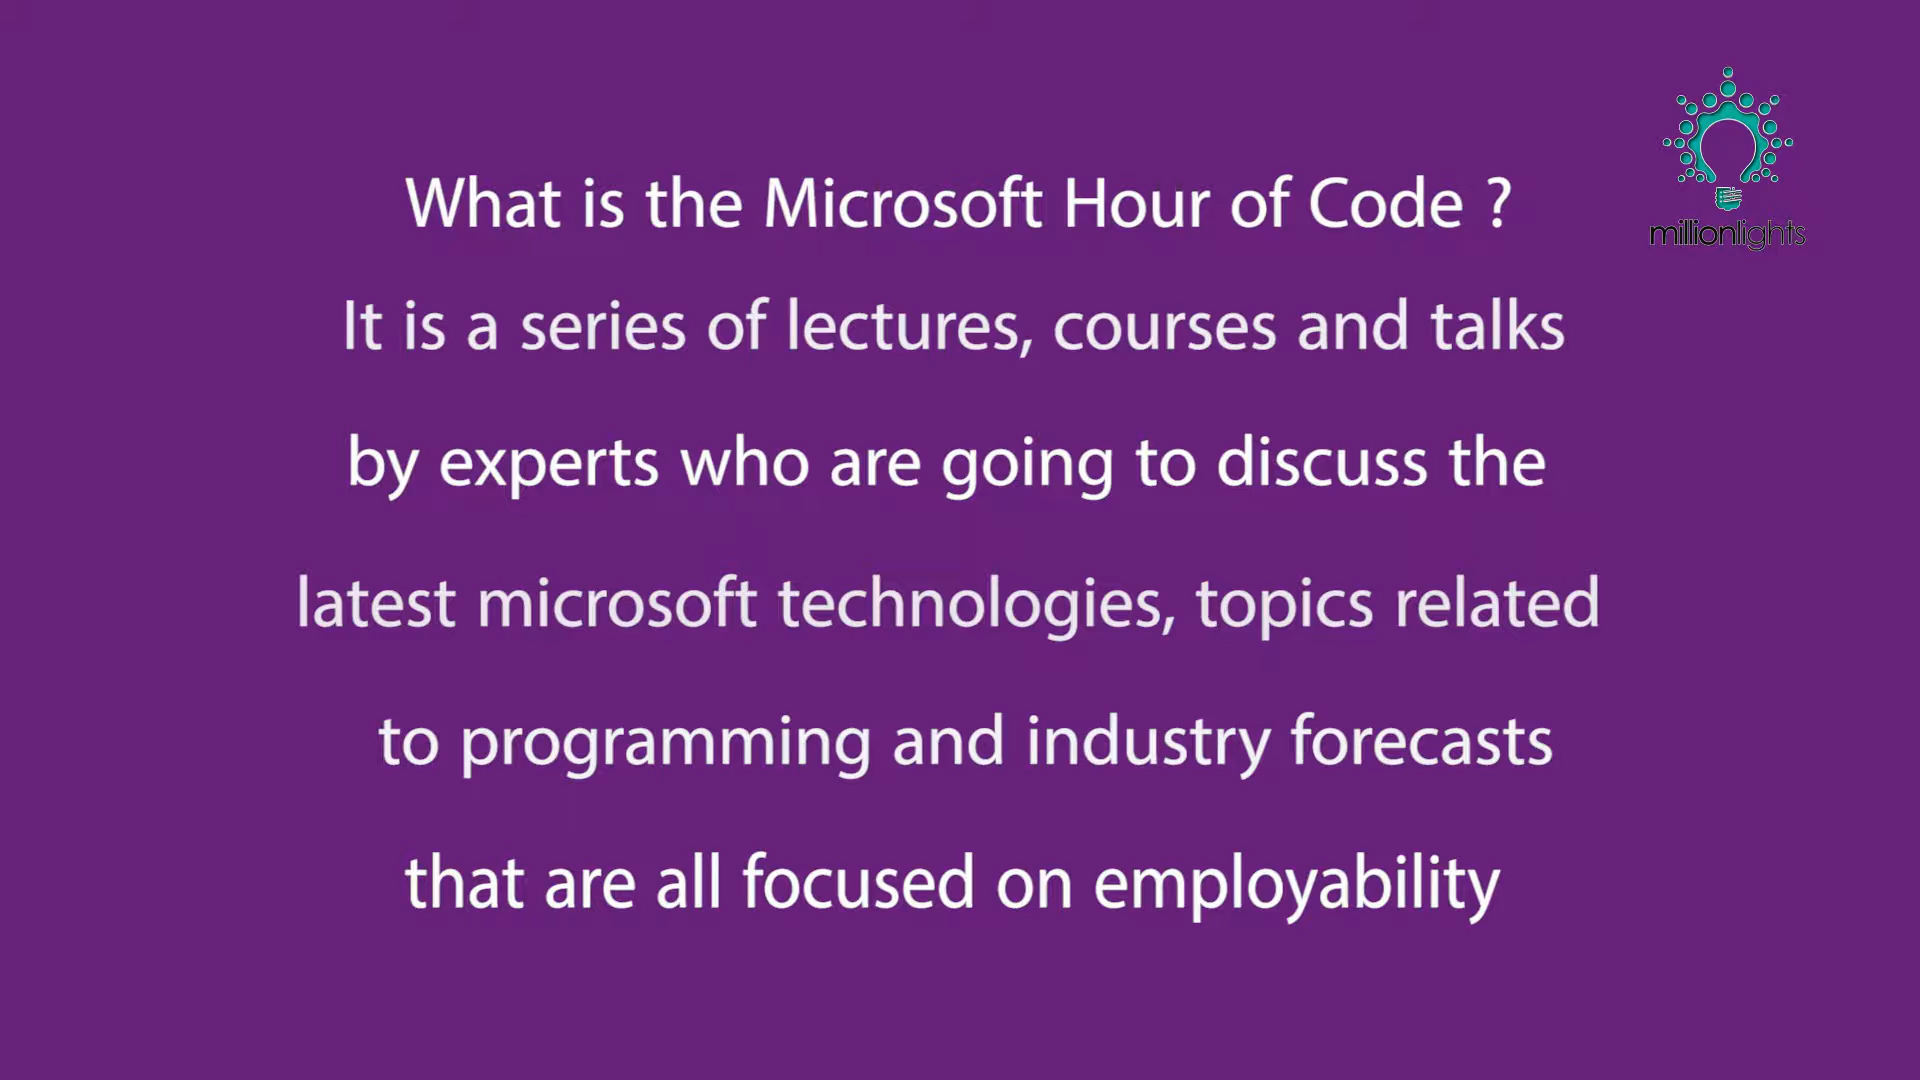 What is the Microsoft Hour of Code ?
millionlights
It is a series of lectures, courses and talks
by experts who are going to discuss the
latest microsoft technologies, topics related
to programming and industry forecasts
that are all focused on employability